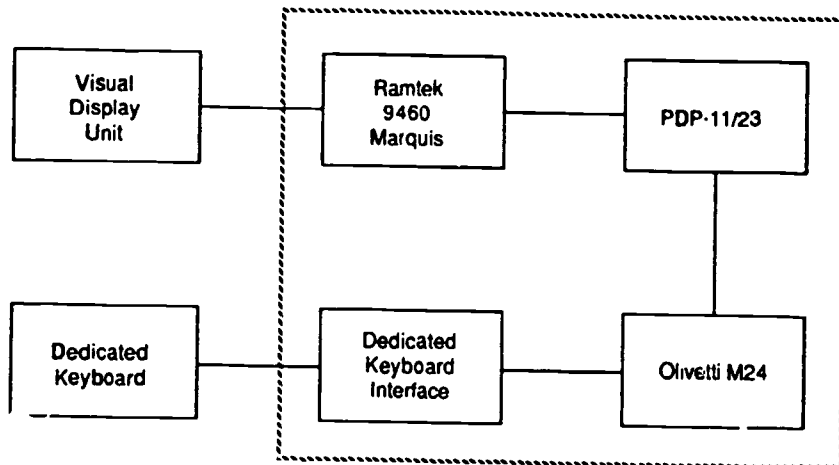 Visual
Display
Unit
Ramtek
9460
Marquis
PDP-11/23
Dedicated
Keyboard
Dedicated
Keyboard
Interface
Olivetti M24